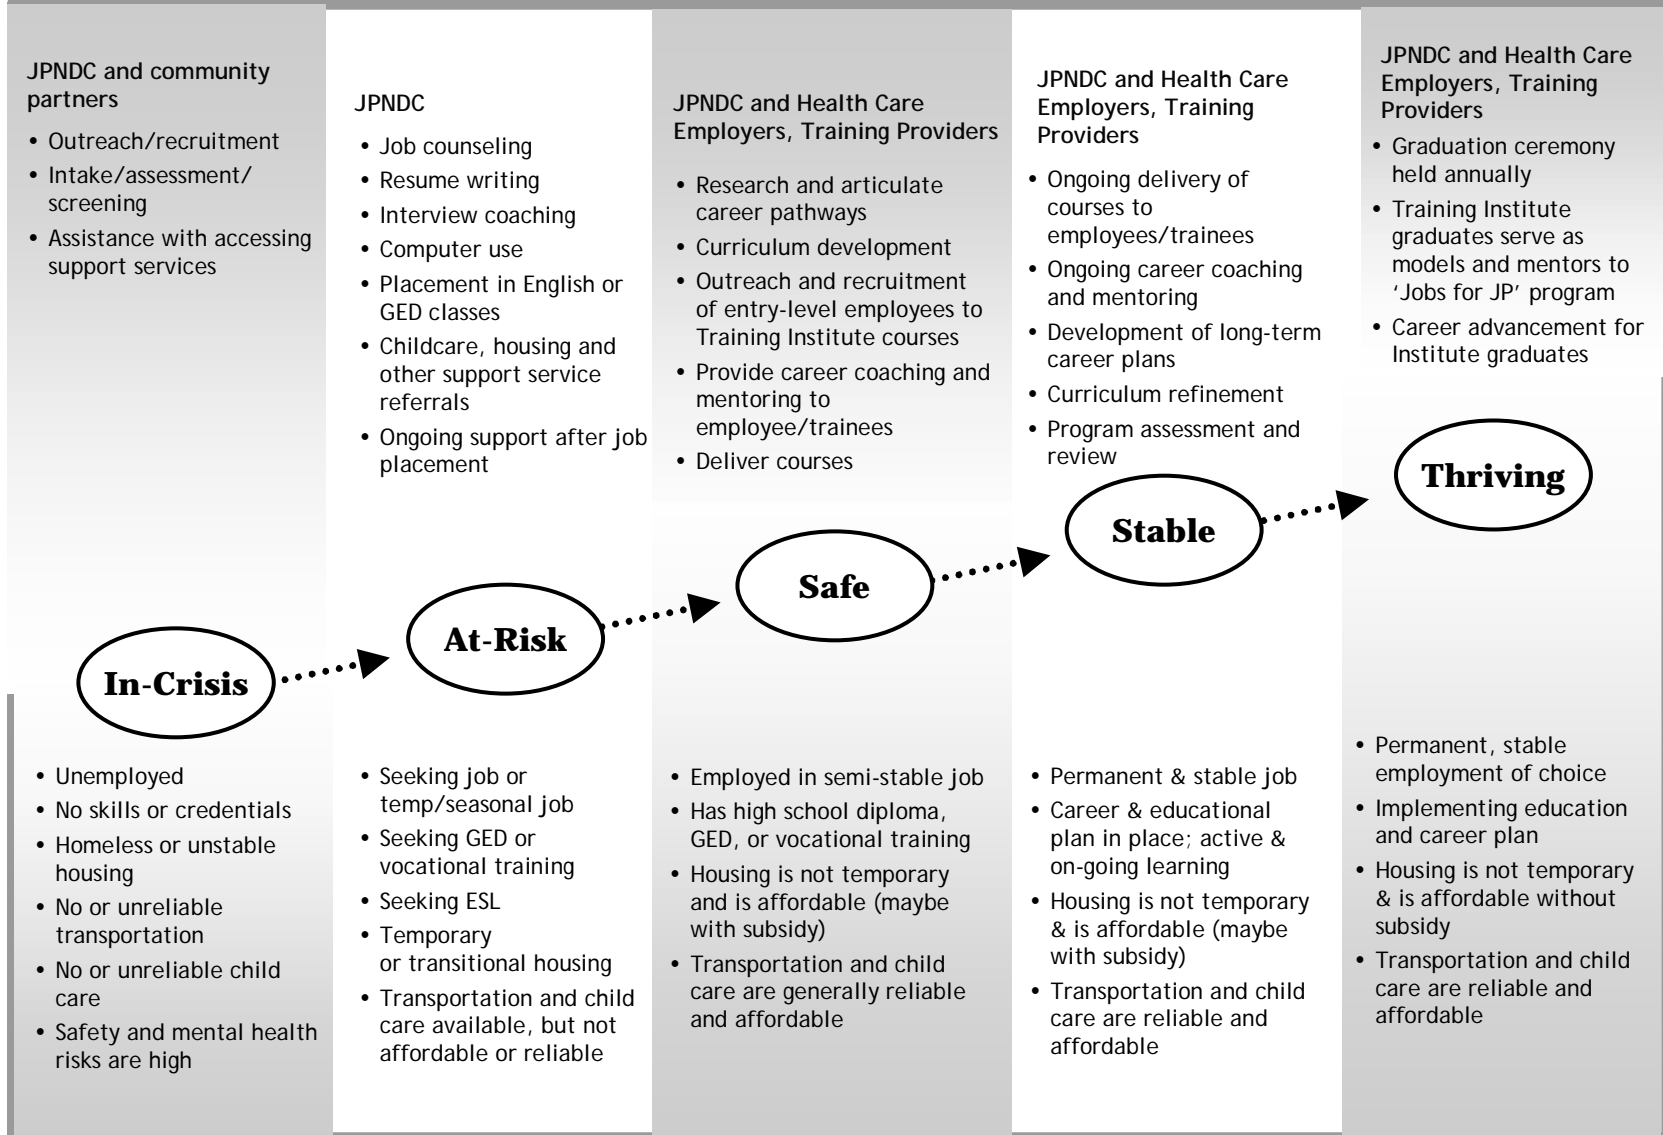 JPNDC and community
partners
• Outreach/recruitment
• Intake/assessment/
screening
• Assistance with accessing
support services
In-Crisis
• Unemployed
• No skills or credentials
• Homeless or unstable
housing
• No or unreliable
transportation
• No or unreliable child
care
• Safety and mental health
risks are high
JPNDC
• Job counseling
• Resume writing
• Interview coaching
• Computer use
• Placement in English or
GED classes
• Childcare, housing and
other support service
referrals
• Ongoing support after job
placement
At-Risk
• Seeking job or
temp/seasonal job
• Seeking GED or
vocational training
• Seeking ESL
• Temporary
or transitional housing
• Transportation and child
care available, but not
affordable or reliable
JPNDC and Health Care
Employers, Training Providers
• Research and articulate
career pathways
• Curriculum development
• Outreach and recruitment
of entry-level employees to
Training Institute courses
• Provide career coaching and
mentoring to
employee/trainees
• Deliver courses
Safe
• Employed in semi-stable job
• Has high school diploma,
GED, or vocational training
• Housing is not temporary
and is affordable (maybe
with subsidy)
• Transportation and child
care are generally reliable
and affordable
JPNDC and Health Care
Employers, Training
Providers
• Ongoing delivery of
courses to
employees/trainees
• Ongoing career coaching
and mentoring
• Development of long-term
career plans
• Curriculum refinement
• Program assessment and
review
Stable
• Permanent & stable job
• Career & educational
plan in place; active &
on-going learning
• Housing is not temporary
& is affordable (maybe
with subsidy)
• Transportation and child
care are reliable and
affordable
JPNDC and Health Care
Employers, Training
Providers
• Graduation ceremony
held annually
• Training Institute
graduates serve as
models and mentors to
‘Jobs for JP’ program
• Career advancement for
Institute graduates
Thriving
• Permanent, stable
employment of choice
• Implementing education
and career plan
• Housing is not temporary
& is affordable without
subsidy
• Transportation and child
care are reliable and
affordable